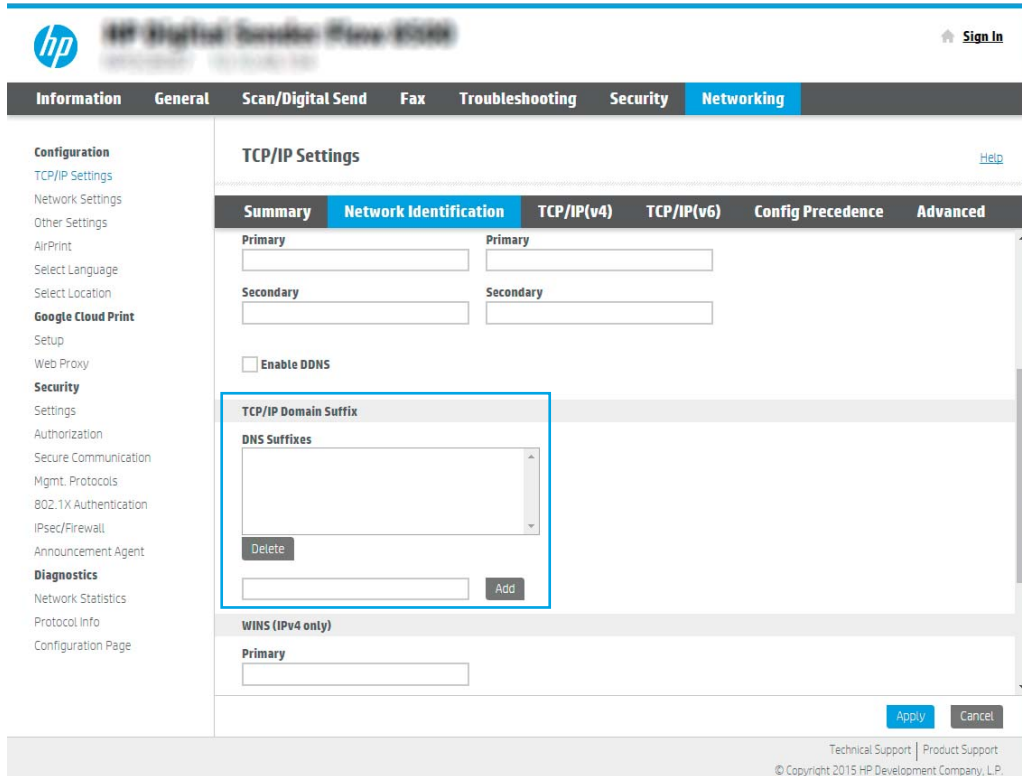 hp
Sign In
Information General Scan/Digital Send Fax Troubleshooting Security Networking
Configuration
TCP/IP Settings
Network Settings
Other Settings
AirPrint
Select Language
Select Location
Google Cloud Print
Setup
Web Proxy
Security
Settings
Authorization
Secure Communication
Mgmt. Protocols
802.1X Authentication
IPsec/Firewall
Announcement Agent
Diagnostics
Network Statistics
Protocol Info
Configuration Page
TCP/IP Settings Help
Summary Network Identification TCP/IP(v4) TCP/IP(v6) Config Precedence Advanced
Primary Primary
Secondary Secondary
Enable DDNS
TCP/IP Domain Suffix
DNS Suffixes
Delete
Add
WINS (IPv4 only)
Primary
Apply Cancel
Technical Support | Product Support
© Copyright 2015 HP Development Company, L.P.